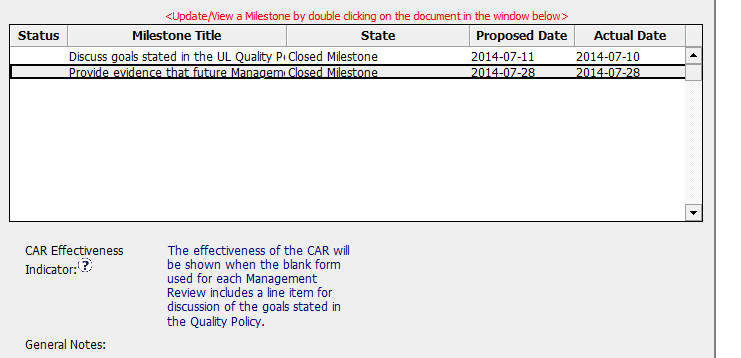 <Update/View a Milestone by double clicking on the document in the window below>
Status Milestone Title State Proposed Date Actual Date
Discuss goals stated in the UL Quality Closed Milestone 2014-07-11 2014-07-10
Provide evidence that future Managem Closed Milestone 2014-07-28 2014-07-28
CAR Effectiveness
Indicator: ?
The effectiveness of the CAR will
be shown when the blank form
used for each Management
Review includes a line item for
discussion of the goals stated in
the Quality Policy.
General Notes: